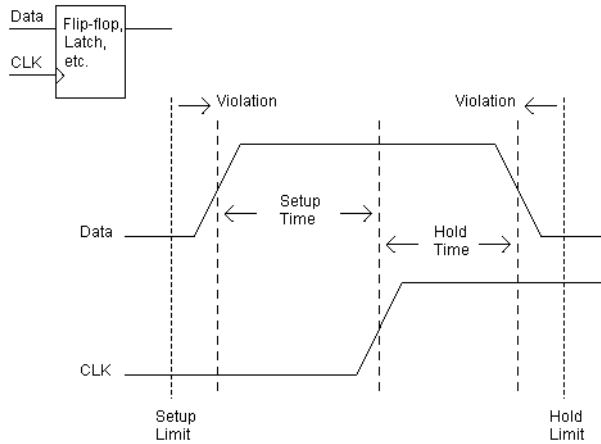 Data
Flip-flop,
Latch,
etc.
CLK
Violation
Violation
Setup
Time
Data
Hold
Time
CLK
Setup
Limit
Hold
Limit